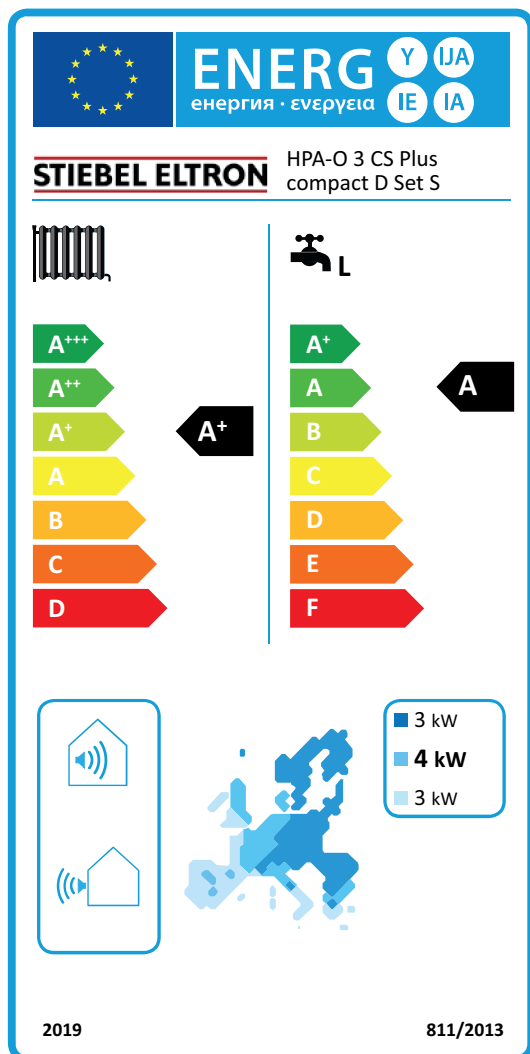 ENERG Y IJA
енергия · ενεργεια IE IA
STIEBEL ELTRON
HPA-O 3 CS Plus
compact D Set S
L
A+++
A++
A+
A
B
C
D
A+
A+
A
B
C
D
E
F
A
3 kW
4 kW
3 kW
2019
811/2013